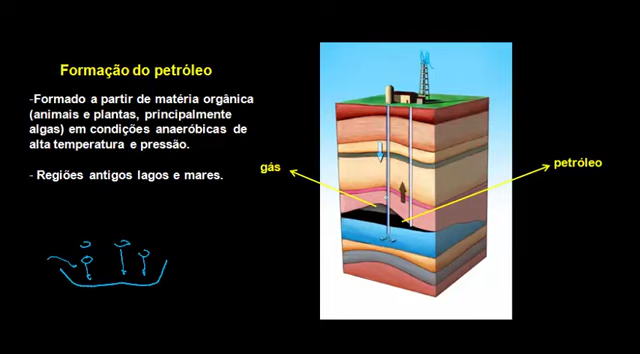 Formação do petróleo
-Formado a partir de matéria orgânica
(animais e plantas, principalmente
algas) em condições anaeróbicas de
alta temperatura e pressão.
- Regiões antigos lagos e mares.
gás
petróleo